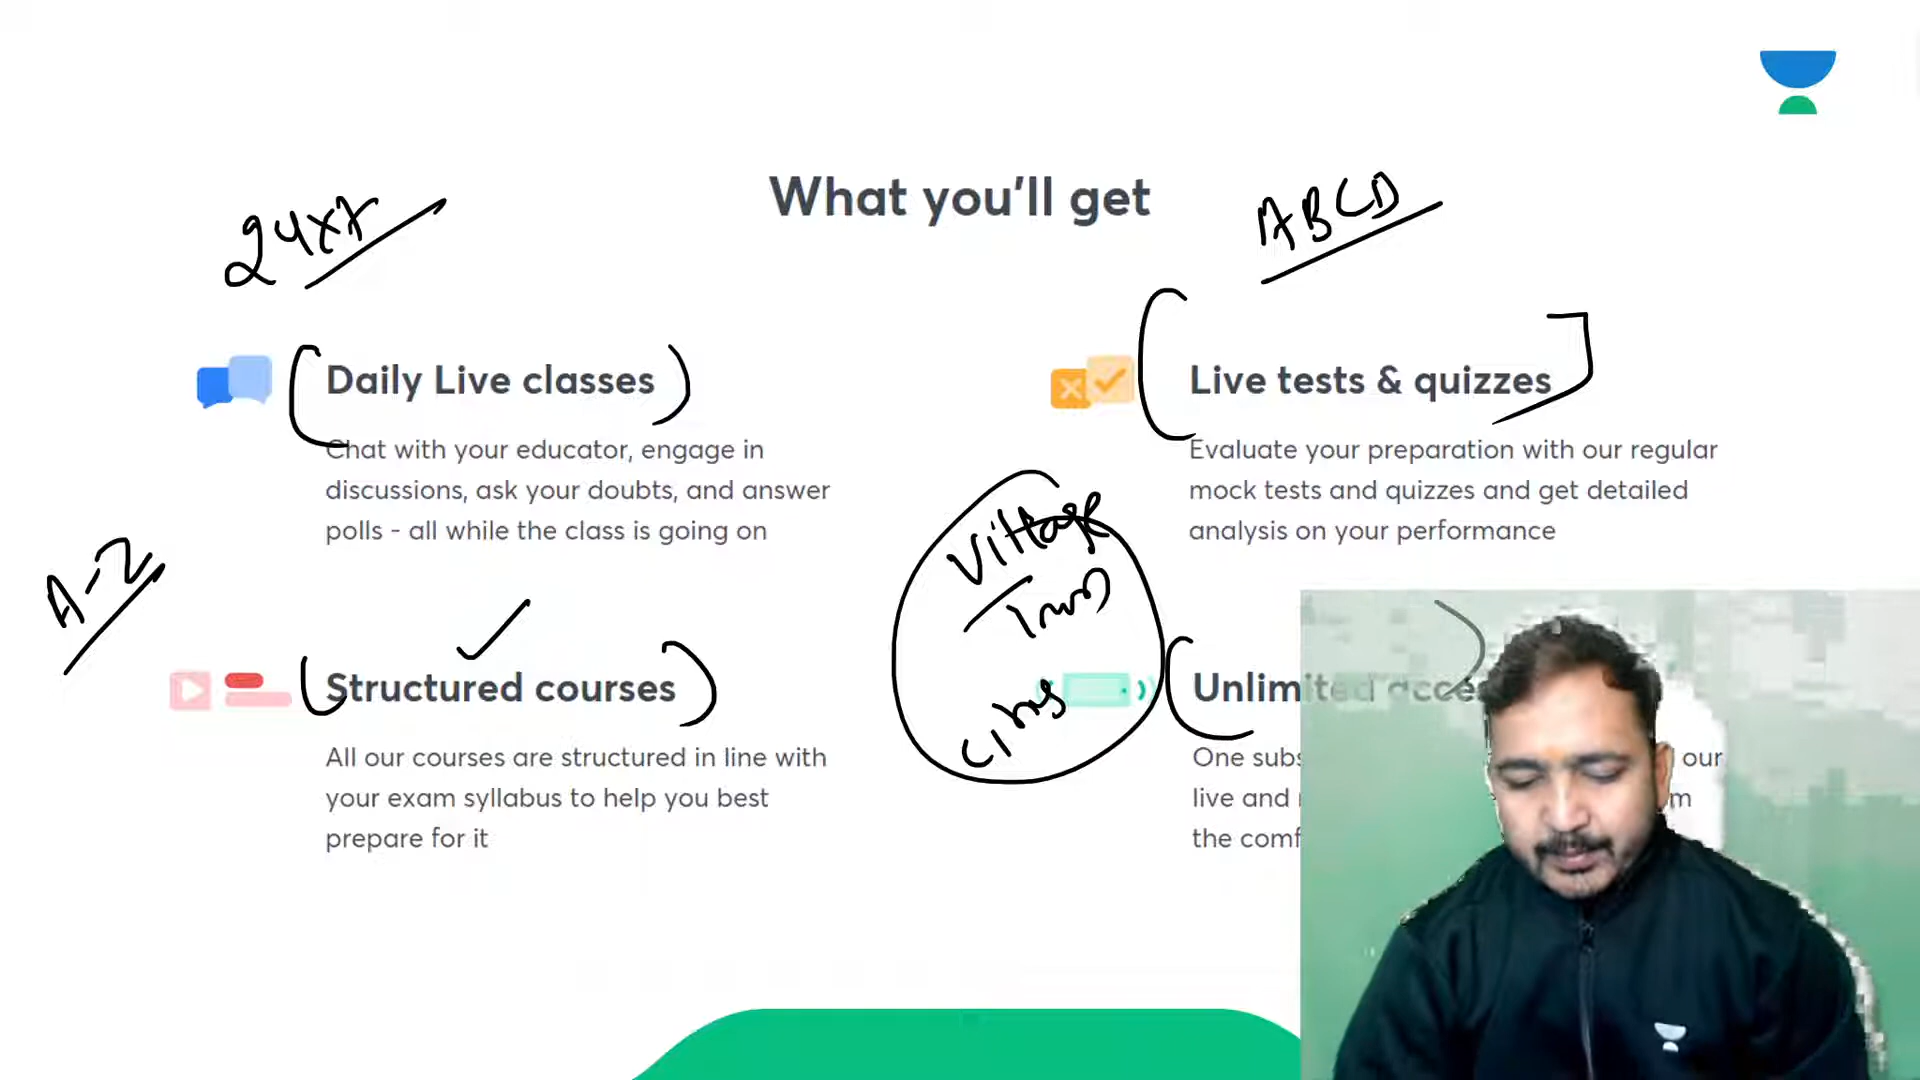 What you'll get
24x7
ABCD
Daily Live classes
Chat with your educator, engage in
discussions, ask your doubts, and answer
polls - all while the class is going on
Live tests & quizzes
Evaluate your preparation with our regular
mock tests and quizzes and get detailed
analysis on your performance
A-Z
Village
Structured courses
All our courses are structured in line with
your exam syllabus to help you best
prepare for it
Unlimited
One our
live and
the